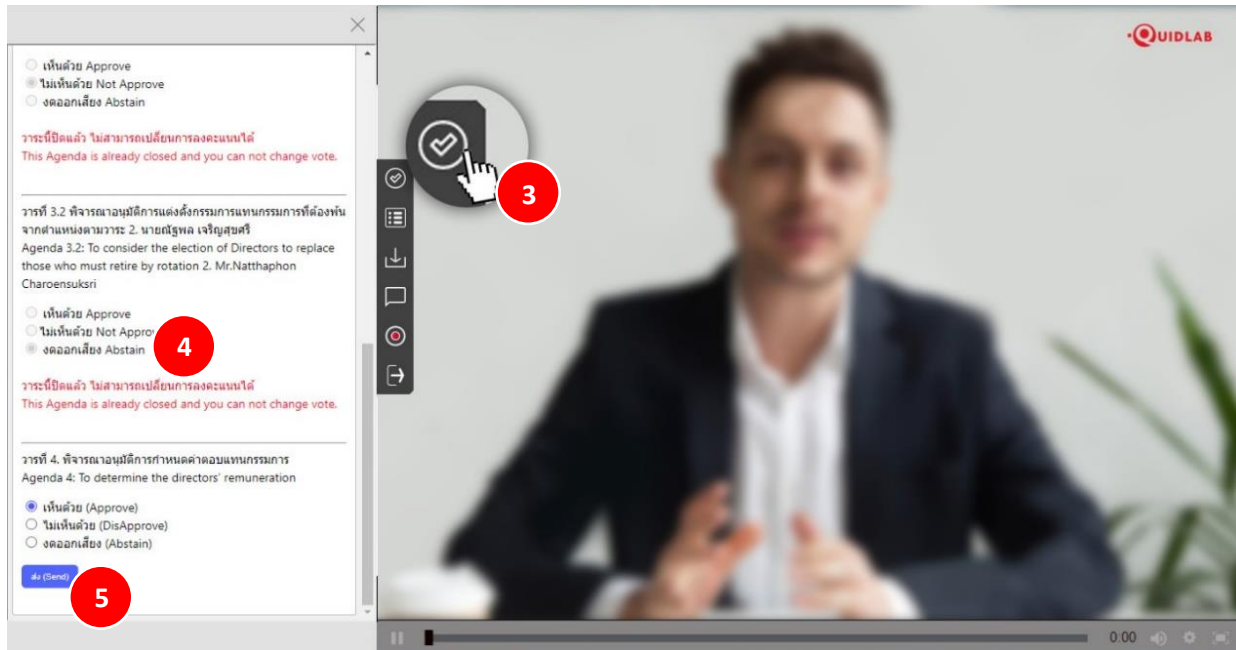 เห็นด้วย Approve
ไม่เห็นด้วย Not Approve
งดออกเสียง Abstain
วาระนี้ปิดแล้ว ไม่สามารถเปลี่ยนการลงคะแนนได้
This Agenda is already closed and you can not change vote.
วารที่ 3.2 พิจารณาอนุมัติการแต่งตั้งกรรมการแทนกรรมการที่ต้องพ้น
จากตำแหน่งตามวาระ 2. นายณัฐพล เจริญสุขศรี
Agenda 3.2: To consider the election of Directors to replace
those who must retire by rotation 2. Mr.Natthaphon
Charoensuksri
เห็นด้วย Approve
ไม่เห็นด้วย Not Approv
งดออกเสียง Abstain
4
วาระนี้ปิดแล้ว ไม่สามารถเปลี่ยนการลงคะแนนได้
This Agenda is already closed and you can not change vote.
วารที่ 4. พิจารณาอนุมัติการกำหนดค่าตอบแทนกรรมการ
Agenda 4: To determine the directors' remuneration
เห็นด้วย (Approve)
ไม่เห็นด้วย (DisApprove)
งดออกเสียง (Abstain)
ส่ง (Send)
5
3
QUIDLAB
0:00